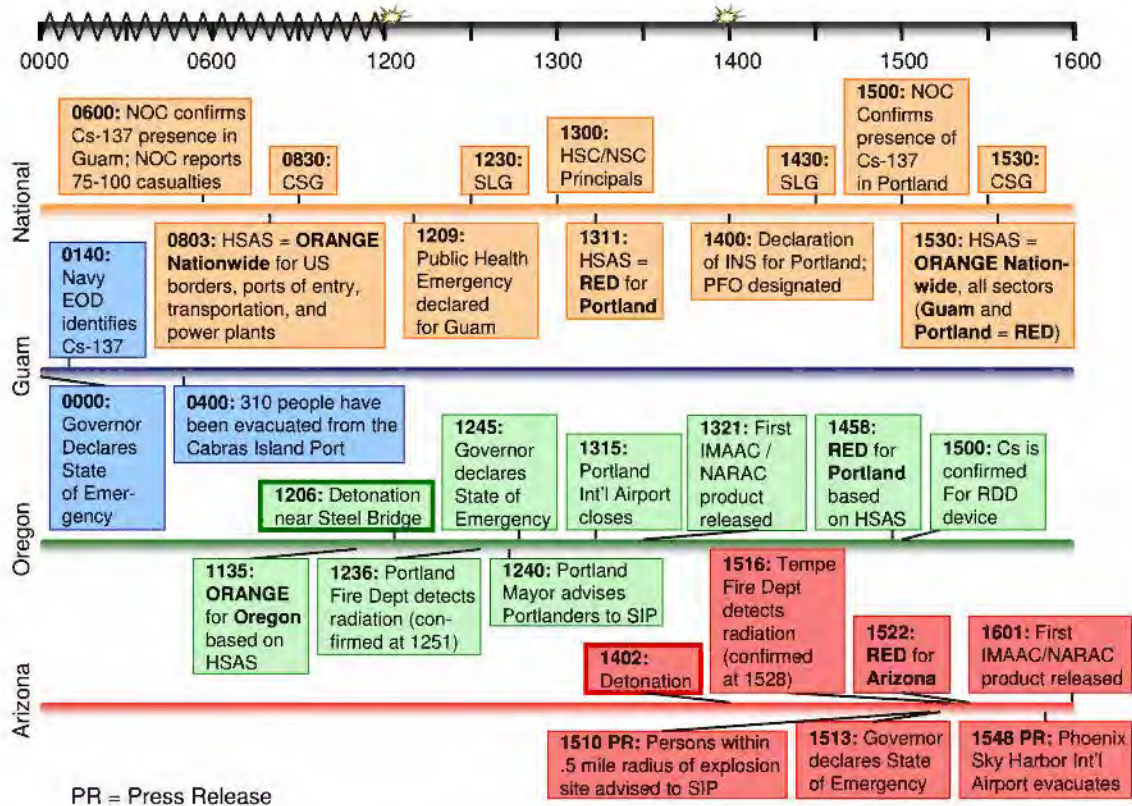 0000
0600
1200
1300
1400
1500
1600
National
0600: NOC confirms
Cs-137 presence in
Guam; NOC reports
75-100 casualties
0830:
CSG
1230:
SLG
1300:
HSC/NSC
Principals
1430:
SLG
1500: NOC
Confirms
presence of
Cs-137
in Portland
1530:
CSG
0803: HSAS = ORANGE
Nationwide for US
borders, ports of entry,
transportation, and
power plants
1209:
Public Health
Emergency
declared
for Guam
1311:
HSAS =
RED for
Portland
1400: Declaration
of INS for Portland;
PFO designated
1530: HSAS =
ORANGE Nation-
wide, all sectors
(Guam and
Portland = RED)
Guam
0140:
Navy
EOD
identifies
Cs-137
0000:
Governor
Declares
State
of Emer-
gency
0400: 310 people have
been evacuated from the
Cabras Island Port
Oregon
1206: Detonation
near Steel Bridge
1245:
Governor
declares
State of
Emergency
1315:
Portland
Int'l Airport
closes
1321: First
IMAAC /
NARAC
product
released
1458:
RED for
Portland
based
on HSAS
1500: Cs is
confirmed
For RDD
device
1135:
ORANGE
for Oregon
based on
HSAS
1236: Portland
Fire Dept detects
radiation (con-
firmed at 1251)
1240: Portland
Mayor advises
Portlanders to SIP
Arizona
1402:
Detonation
1516: Tempe
Fire Dept
detects
radiation
(confirmed
at 1528)
1522:
RED for
Arizona
1601: First
IMAAC/NARAC
product released
1510 PR: Persons within
.5 mile radius of explosion
site advised to SIP
1513: Governor
declares State
of Emergency
1548 PR: Phoenix
Sky Harbor Int'l
Airport evacuates
PR = Press Release